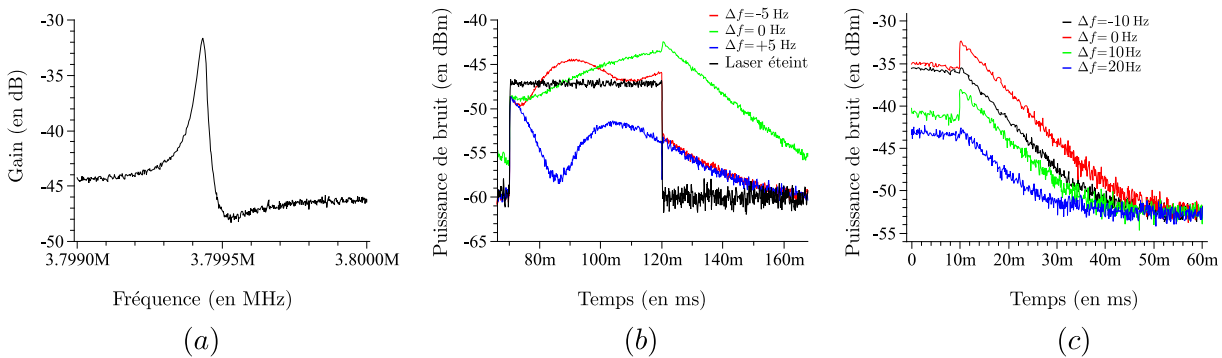 -30
-35
-40
-45
-50
Gain (en dB)
3.7990M
3.7995M
3.8000M
Fréquence (en MHz)
(a)
-40
-45
-50
-55
-60
-65
Puissance de bruit (en dBm)
Δf=-5 Hz
Δf= 0 Hz
Δf=+5 Hz
Laser éteint
80m
100m
140m
160m
Temps (en ms)
(b)
-30
-35
-40
-45
-50
-55
Puissance de bruit (en dBm)
Δf=-10 Hz
Δf= 0 Hz
Δf= 10Hz
Δf= 20Hz
0
10m
20m
30m
40m
50m
60m
Temps (en ms)
(c)